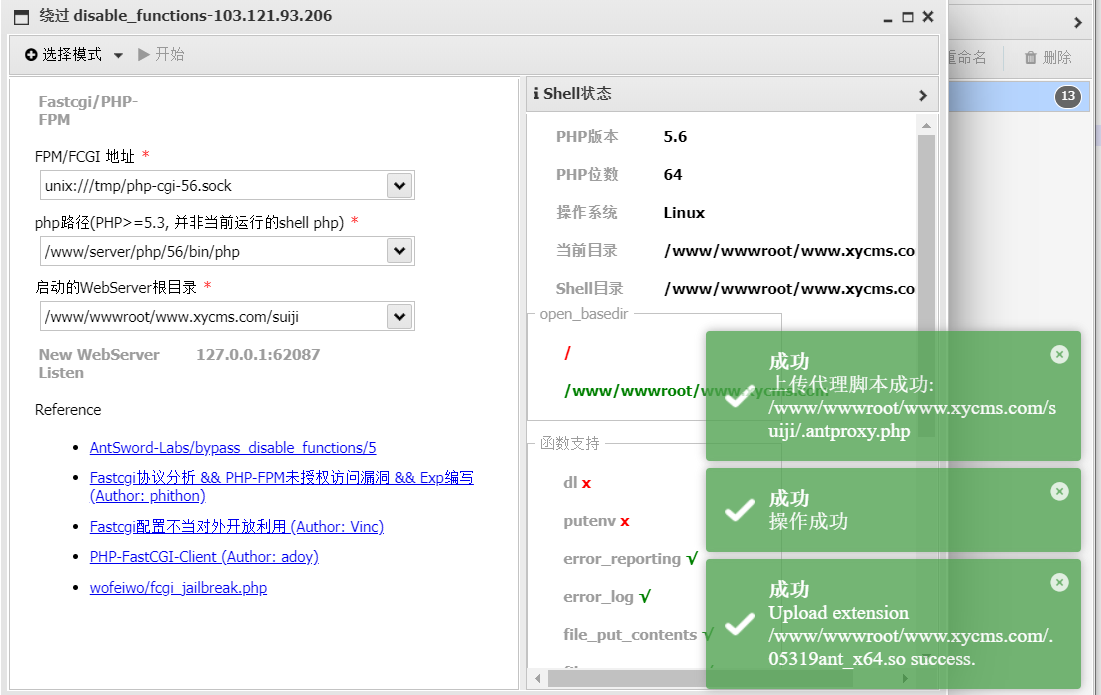 绕过 disable_functions-103.121.93.206
选择模式 开始
重命名 删除
13
Fastcgi/PHP-
FPM
FPM/FCGI 地址 *
unix:///tmp/php-cgi-56.sock
php路径(PHP>=5.3, 并非当前运行的shell php) *
/www/server/php/56/bin/php
启动的WebServer根目录 *
/www/wwwroot/www.xycms.com/suiji
New WebServer 127.0.0.1:62087
Listen
Reference
AntSword-Labs/bypass_disable_functions/5
Fastcgi协议分析 && PHP-FPM未授权访问漏洞 && Exp编写
(Author: phithon)
Fastcgi配置不当对外开放利用 (Author: Vinc)
PHP-FastCGI-Client (Author: adoy)
wofeiwo/fcgi_jailbreak.php
Shell状态
PHP版本 5.6
PHP位数 64
操作系统 Linux
当前目录 /www/wwwroot/www.xycms.co
Shell目录 /www/wwwroot/www.xycms.co
open_basedir
/
/www/wwwroot/www.xycms.com
函数支持
dl x
putenv x
error_reporting √
error_log √
file_put_contents √
成功
上传代理脚本成功:
/www/wwwroot/www.xycms.com/s
uiji/.antproxy.php
成功
操作成功
成功
Upload extension
/www/wwwroot/www.xycms.com/.
05319ant_x64.so success.